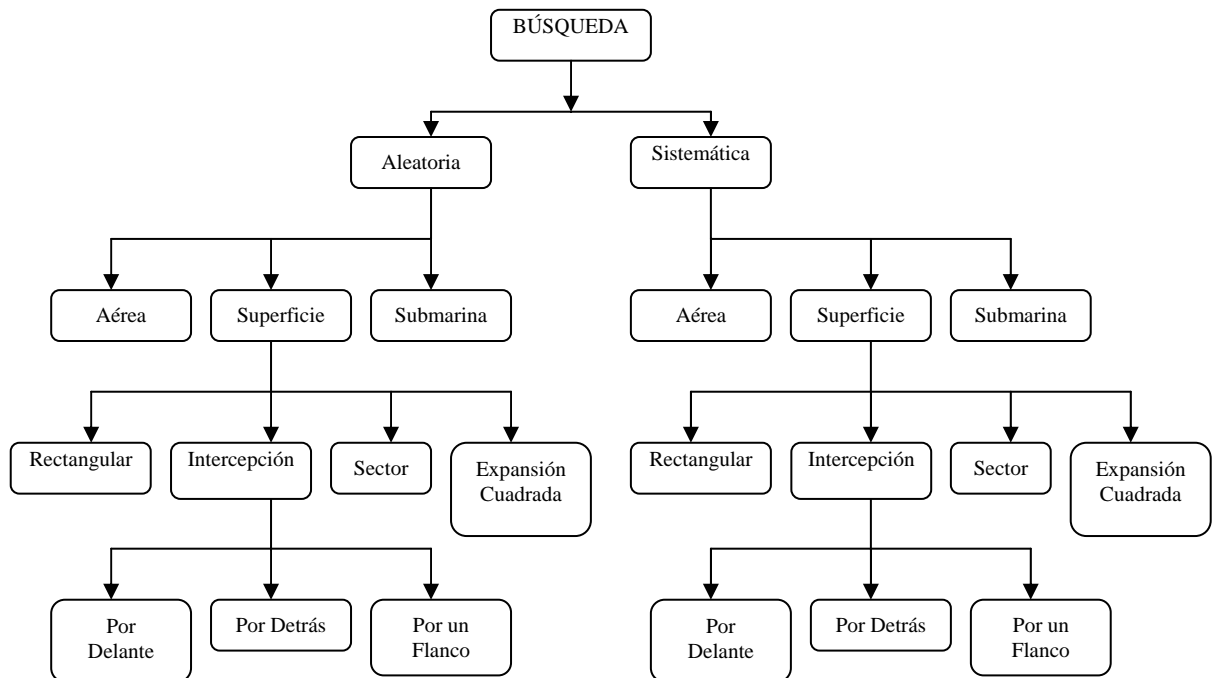 BÚSQUEDA
Aleatoria
Sistemática
Aérea
Superficie
Submarina
Aérea
Superficie
Submarina
Rectangular
Intercepción
Sector
Expansión
Cuadrada
Rectangular
Intercepción
Sector
Expansión
Cuadrada
Por
Delante
Por Detrás
Por un
Flanco
Por
Delante
Por Detrás
Por un
Flanco